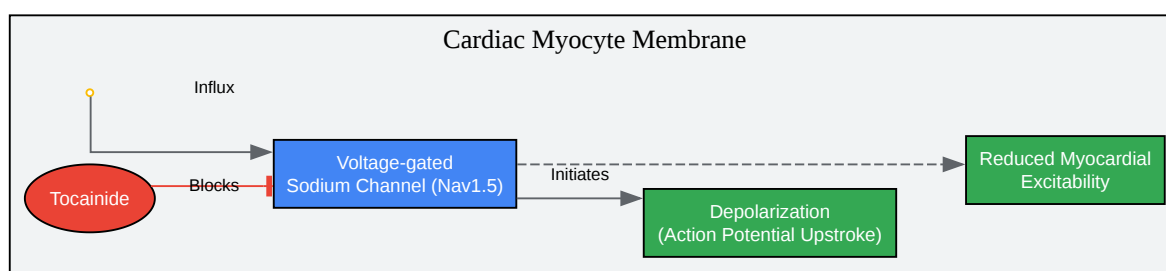 Cardiac Myocyte Membrane
Influx
Voltage-gated
Sodium Channel (Nav1.5)
Tocainide
Blocks
Initiates
Reduced Myocardial
Excitability
Depolarization
(Action Potential Upstroke)